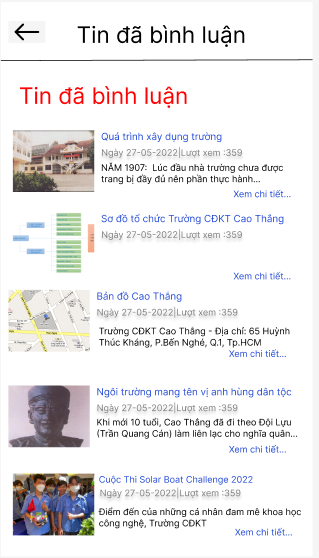 Tin đã bình luận
Tin đã bình luận
Quá trình xây dụng trường
Ngày 27-05-2022|Lượt xem :359
NĂM 1907: Lúc đầu nhà trường chưa được
trang bị đầy đủ nên phần thực hành...
Xem chi tiết...
Sơ đồ tổ chức Trường CĐKT Cao Thắng
Ngày 27-05-2022|Lượt xem :359
Xem chi tiết...
Bản đồ Cao Thắng
Ngày 27-05-2022|Lượt xem :359
Trường CĐKT Cao Thắng - Địa chỉ: 65 Huỳnh
Thúc Kháng, P.Bến Nghé, Q.1, Tp.HCM
Xem chi tiết...
Ngôi trường mang tên vị anh hùng dân tộc
Ngày 27-05-2022|Lượt xem :359
Khi mới 10 tuổi, Cao Thắng đã đi theo Đội Lựu
(Trần Quang Cán) làm liên lạc cho nghĩa quân...
Xem chi tiết...
Cuộc Thi Solar Boat Challenge 2022
Ngày 27-05-2022|Lượt xem :359
Điểm đến của những cá nhân đam mê khoa học
công nghệ, Trường CĐKT
Xem chi tiết...